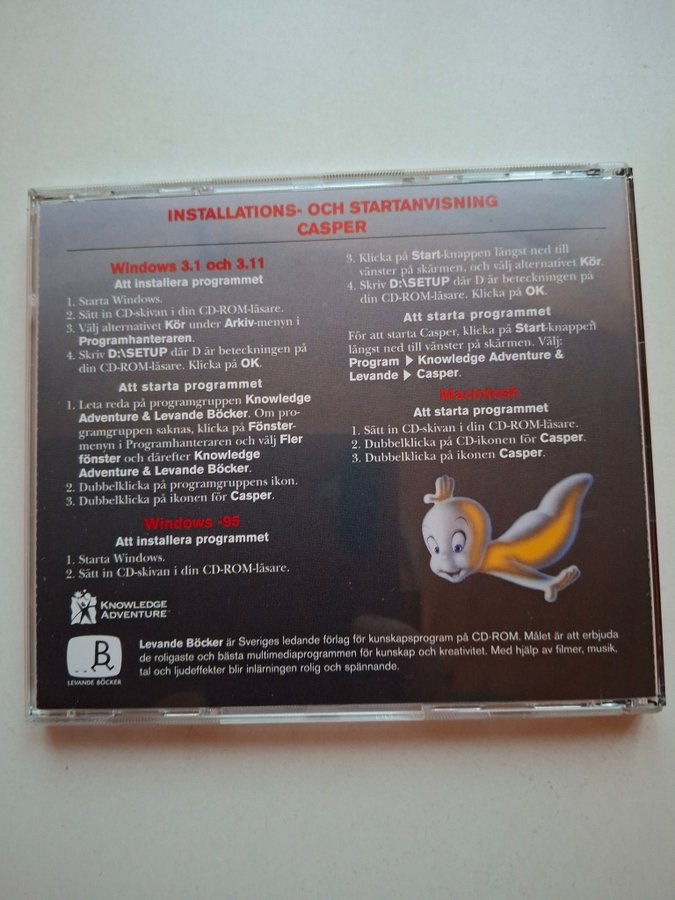 INSTALLATIONS- OCH STARTANVISNING
CASPER
Windows 3.1 och 3.11
Att installera programmet
1. Starta Windows.
2. Sätt in CD-skivan i din CD-ROM-läsare.
3. Välj alternativet Kör under Arkiv-menyn i
Programhanteraren.
4. Skriv D:\SETUP där D är beteckningen på
din CD-ROM-läsare. Klicka på OK.
Att starta programmet
1. Leta reda på programgruppen Knowledge
Adventure & Levande Böcker. Om pro-
gramgruppen saknas, klicka på Fönster-
menyn i Programhanteraren och välj Fler
fönster och därefter Knowledge
Adventure & Levande Böcker.
2. Dubbelklicka på programgruppens ikon.
3. Dubbelklicka på ikonen för Casper.
Windows -95
Att installera programmet
1. Starta Windows.
2. Sätt in CD-skivan i din CD-ROM-läsare.
3. Klicka på Start-knappen längst ned till
vänster på skärmen, och välj alternativet Kör.
4. Skriv D:\SETUP där D är beteckningen på
din CD-ROM-läsare. Klicka på OK.
Att starta programmet
För att starta Casper, klicka på Start-knappen
längst ned till vänster på skärmen. Välj:
Program ▶ Knowledge Adventure &
Levande ▶ Casper.
Macintosh
Att starta programmet
1. Sätt in CD-skivan i din CD-ROM-läsare.
2. Dubbelklicka på CD-ikonen för Casper.
3. Dubbelklicka på ikonen Casper.
KNOWLEDGE
ADVENTURE™
B
LEVANDE BÖCKER
Levande Böcker är Sveriges ledande förlag för kunskapsprogram på CD-ROM. Målet är att erbjuda
de roligaste och bästa multimediaprogrammen för kunskap och kreativitet. Med hjälp av filmer, musik,
tal och ljudeffekter blir inlärningen rolig och spännande.